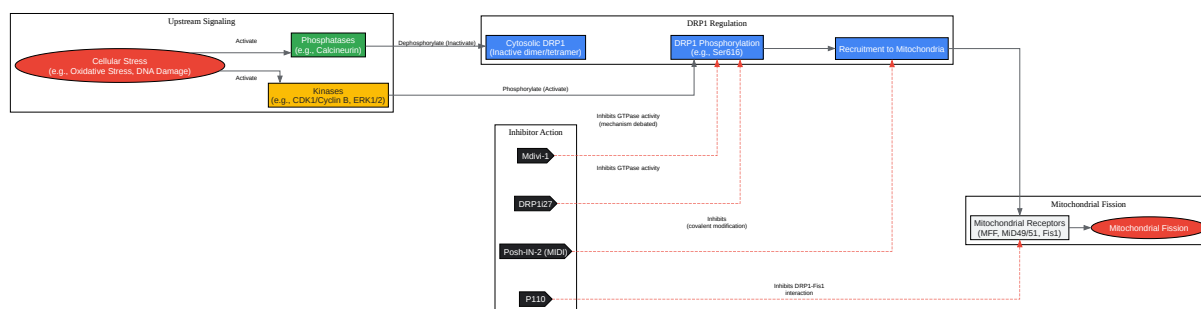 Upstream Signaling
Cellular Stress
(e.g., Oxidative Stress, DNA Damage)
Activate
Activate
Phosphatases
(e.g., Calcineurin)
Kinases
(e.g., CDK1/Cyclin B, ERK1/2)
Dephosphorylate (Inactivate)
Phosphorylate (Activate)
DRP1 Regulation
Cytosolic DRP1
(Inactive dimer/tetramer)
DRP1 Phosphorylation
(e.g., Ser616)
Recruitment to Mitochondria
Inhibitor Action
Mdivi-1
DRP1i27
Posh-IN-2 (MIDI)
P110
Inhibits GTPase activity
(mechanism debated)
Inhibits GTPase activity
Inhibits
(covalent modification)
Inhibits DRP1-Fis1
interaction
Mitochondrial Fission
Mitochondrial Receptors
(MFF, MiD49/51, Fis1)
Mitochondrial Fission